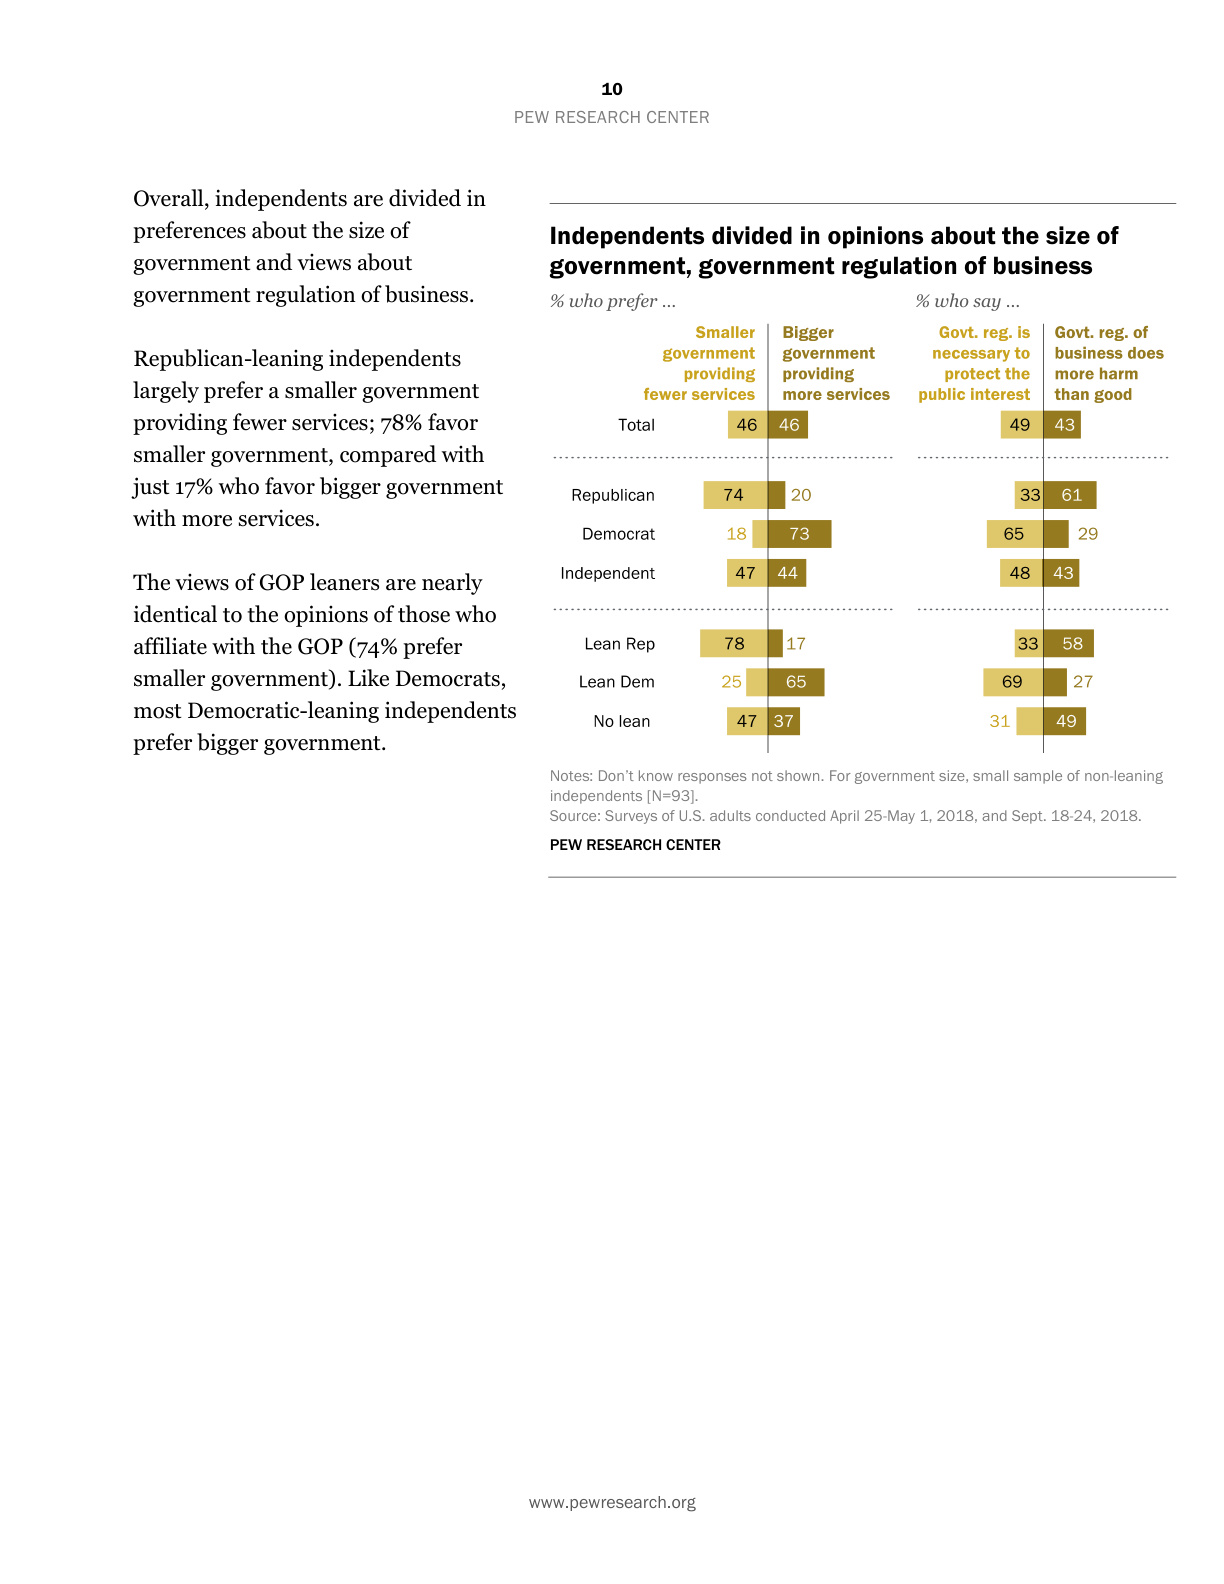 10
PEW RESEARCH CENTER
Overall, independents are divided in
preferences about the size of
government and views about
government regulation of business.
Republican-leaning independents
largely prefer a smaller government
providing fewer services; 78% favor
smaller government, compared with
just 17% who favor bigger government
with more services.
The views of GOP leaners are nearly
identical to the opinions of those who
affiliate with the GOP (74% prefer
smaller government). Like Democrats,
most Democratic-leaning independents
prefer bigger government.
Independents divided in opinions about the size of
government, government regulation of business
% who prefer ... % who say ...
Smaller Bigger Govt. reg. is Govt. reg. of
government government necessary to business does
providing providing protect the more harm
fewer services more services public interest than good
Total 46 46 49 43
Republican 74 20 33 61
Democrat 18 73 65 29
Independent 47 44 48 43
Lean Rep 78 17 33 58
Lean Dem 25 65 69 27
No lean 47 37 31 49
Notes: Don't know responses not shown. For government size, small sample of non-leaning
independents [N=93].
Source: Surveys of U.S. adults conducted April 25-May 1, 2018, and Sept. 18-24, 2018.
PEW RESEARCH CENTER
www.pewresearch.org